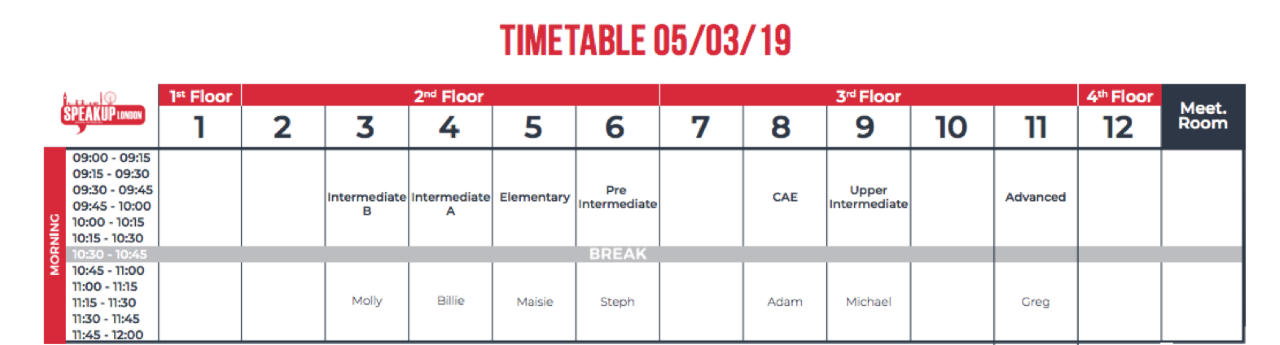 TIMETABLE 05/03/19
SPEAKUP LONDON
1st Floor 2nd Floor 3rd Floor 4th Floor Meet. Room
1 2 3 4 5 6 7 8 9 10 11 12
MORNING
09:00 - 09:15
09:15 - 09:30
09:30 - 09:45
09:45 - 10:00
10:00 - 10:15
10:15 - 10:30
Intermediate B
Intermediate A
Elementary
Pre Intermediate
CAE
Upper Intermediate
Advanced
10:30 - 10:45 BREAK
10:45 - 11:00
11:00 - 11:15
11:15 - 11:30
11:30 - 11:45
11:45 - 12:00
Molly Billie Maisie Steph Adam Michael Greg